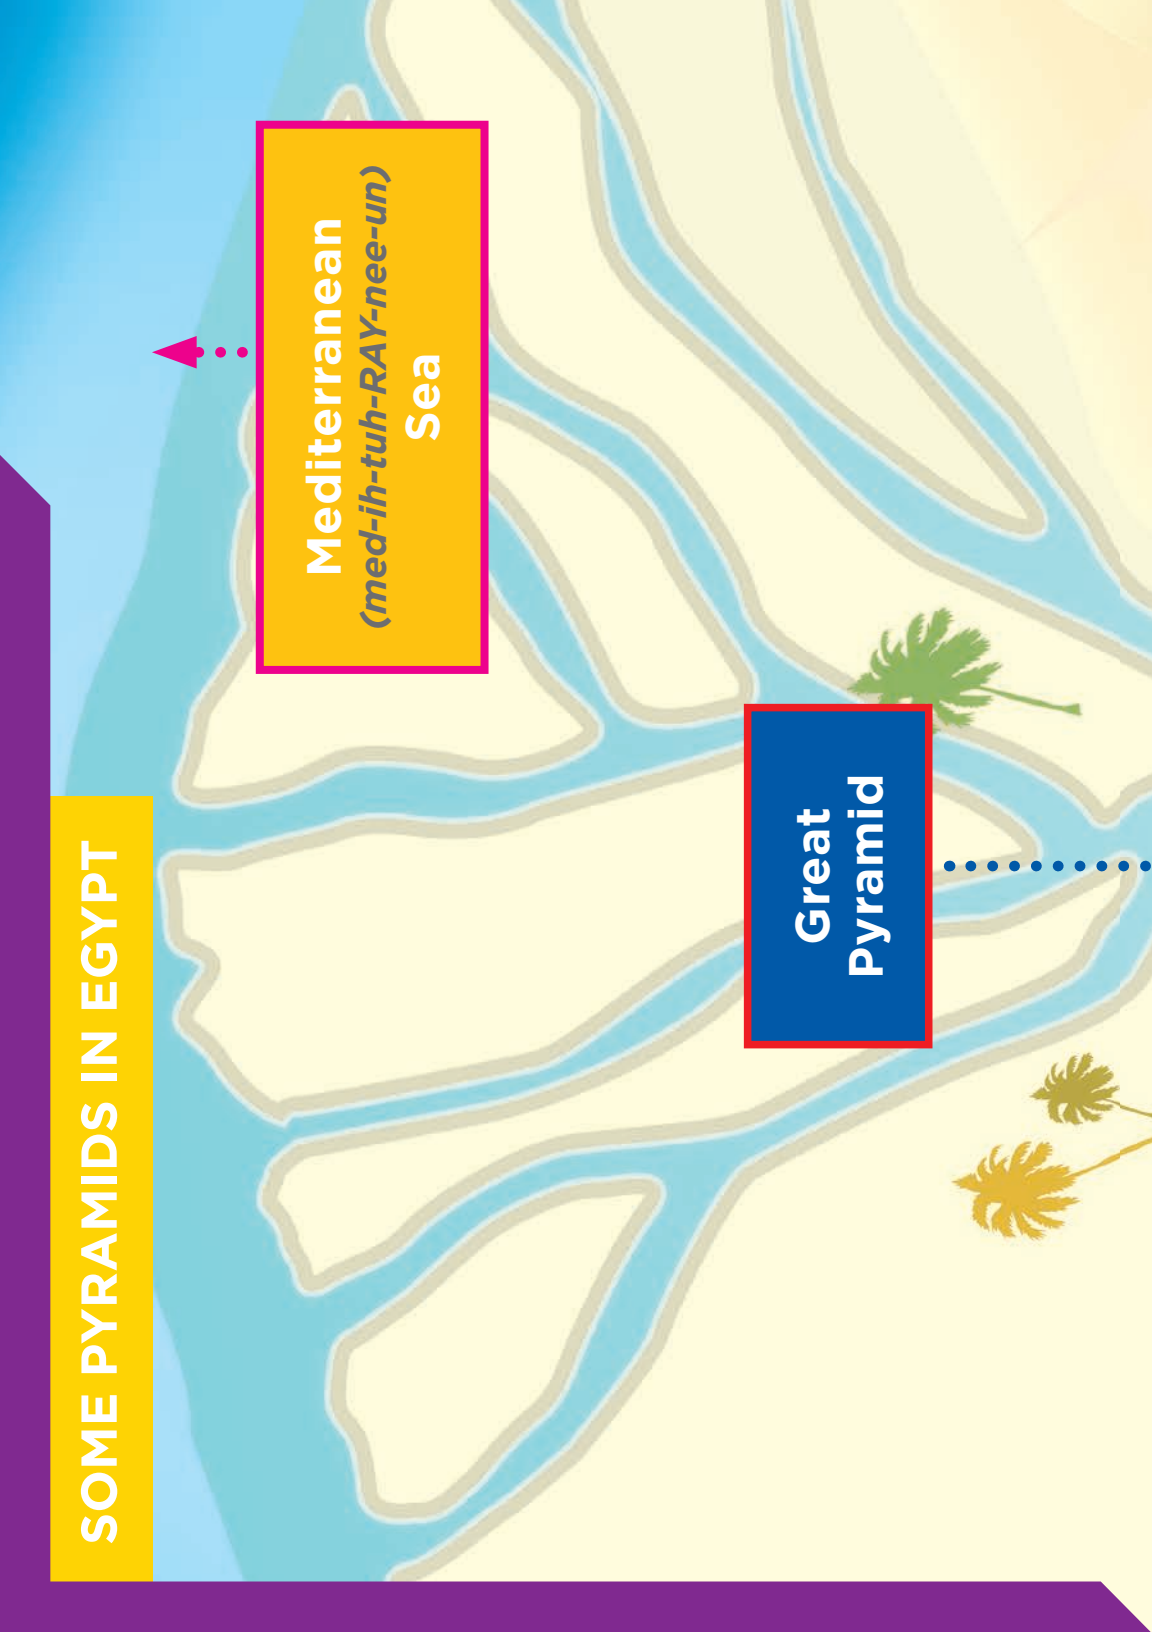 SOME PYRAMIDS IN EGYPT
Mediterranean
(med-ih-tuh-RAY-nee-un)
Sea
Great
Pyramid